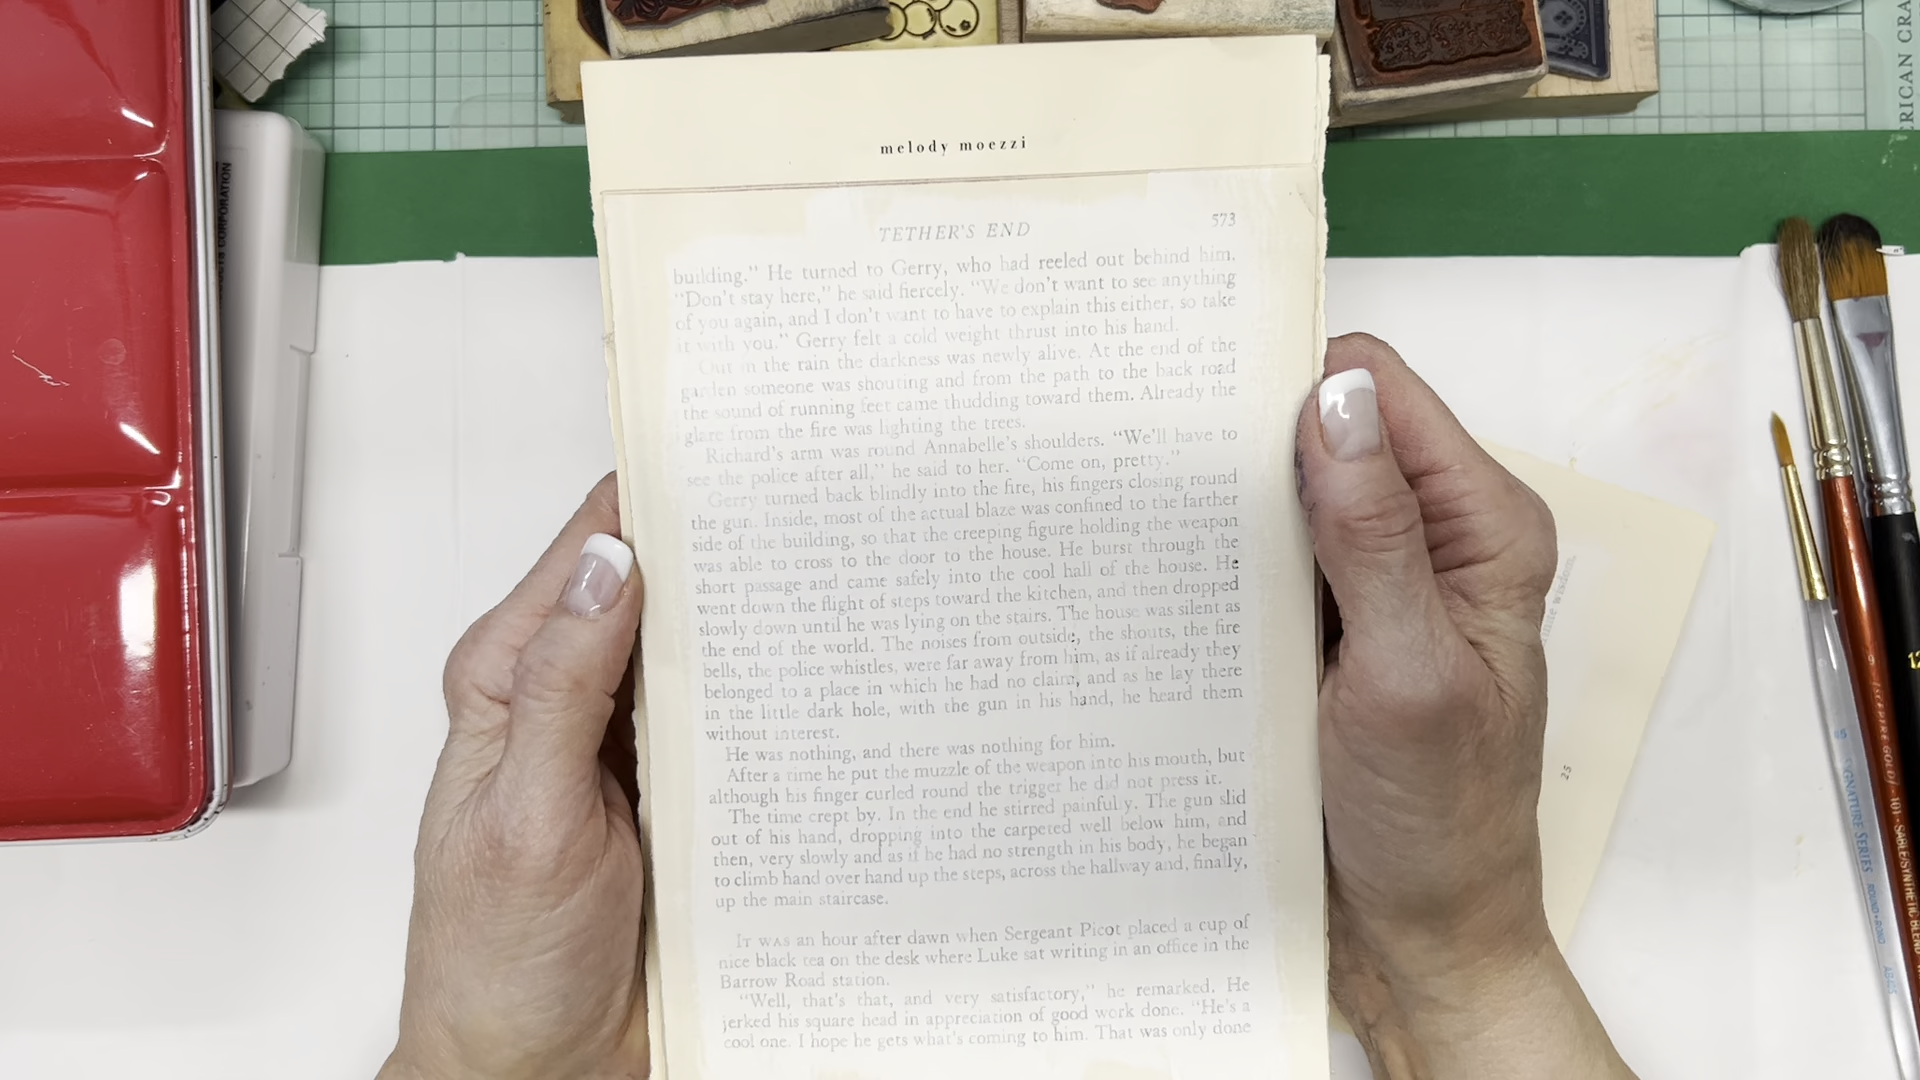 melody moezzi
TETHER'S END
573
building." He turned to Gerry, who had reeled out behind him.
"Don't stay here," he said fiercely. "We don't want to see anything
of you again, and I don't want to have to explain this either, so take
it with you." Gerry felt a cold weight thrust into his hand.
Out in the rain the darkness was newly alive. At the end of the
garden someone was shouting and from the path to the back road
the sound of running feet came thudding toward them. Already the
glare from the fire was lighting the trees.
Richard's arm was round Annabelle's shoulders. "We'll have to
see the police after all," he said to her. "Come on, pretty."
Gerry turned back blindly into the fire, his fingers closing round
the gun. Inside, most of the actual blaze was confined to the farther
side of the building, so that the creeping figure holding the weapon
was able to cross to the door to the house. He burst through the
short passage and came safely into the cool hall of the house. He
went down the flight of steps toward the kitchen, and then dropped
slowly down until he was lying on the stairs. The house was silent as
the end of the world. The noises from outside, the shouts, the fire
bells, the police whistles, were far away from him, as if already they
belonged to a place in which he had no claim, and as he lay there
in the little dark hole, with the gun in his hand, he heard them
without interest.
He was nothing, and there was nothing for him.
After a time he put the muzzle of the weapon into his mouth, but
although his finger curled round the trigger he did not press it.
The time crept by. In the end he stirred painfully. The gun slid
out of his hand, dropping into the carpeted well below him, and
then, very slowly and as if he had no strength in his body, he began
to climb hand over hand up the steps, across the hallway and, finally,
up the main staircase.
IT WAS an hour after dawn when Sergeant Picot placed a cup of
nice black tea on the desk where Luke sat writing in an office in the
Barrow Road station.
"Well, that's that, and very satisfactory," he remarked. He
jerked his square head in appreciation of good work done. "He's a
cool one. I hope he gets what's coming to him. That was only done
wisdom.
25
CTS CORPORATION
ERICAN CRA
12
SIGNATURE SERIES ROUND
101 SABLE/SYNTHETIC BLEN